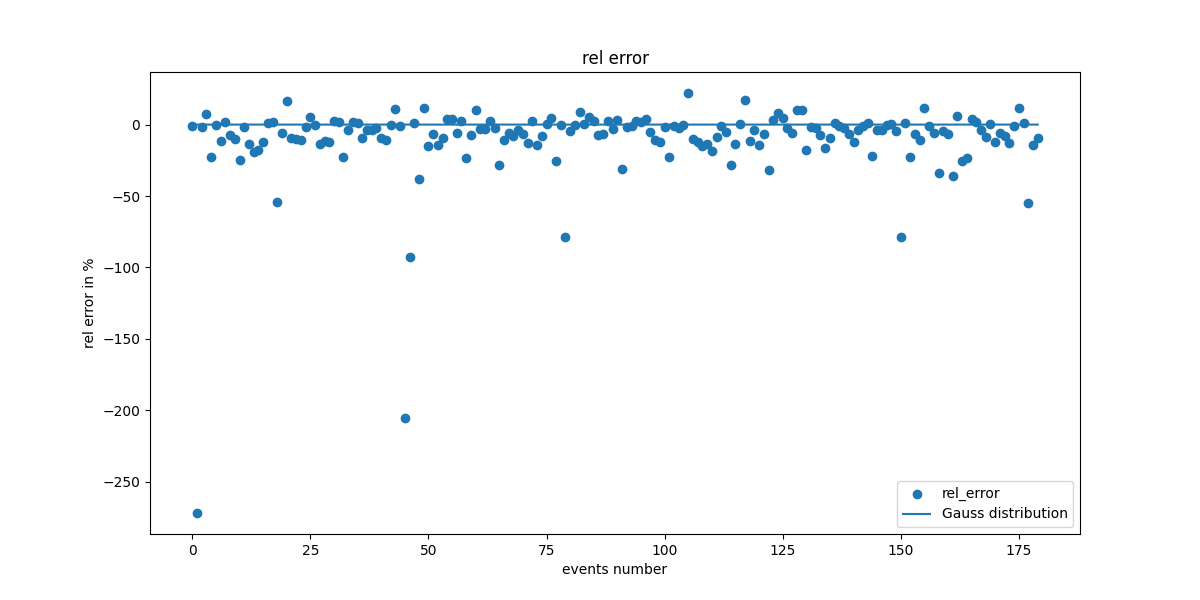 rel error
rel error in %
0
−50
−100
−150
−200
−250
0
25
50
75
100
125
150
175
events number
rel_error
Gauss distribution